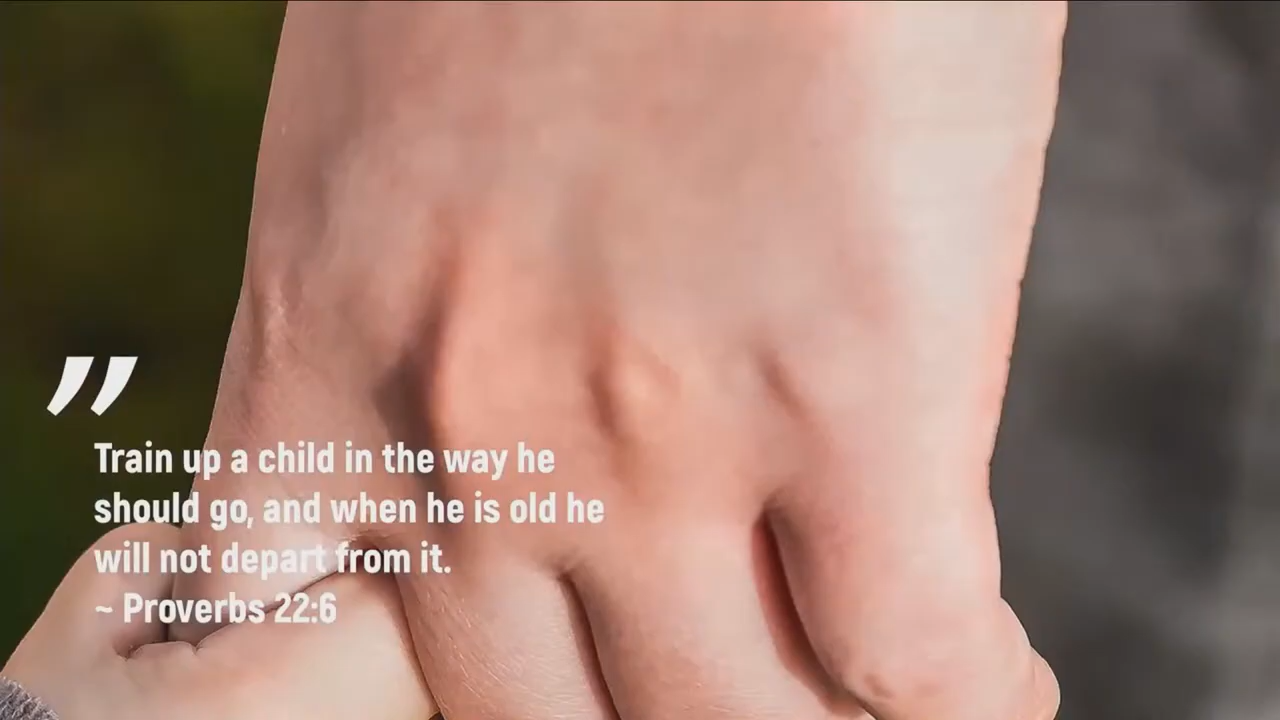 ”
Train up a child in the way he
should go, and when he is old he
will not depart from it.
~ Proverbs 22:6